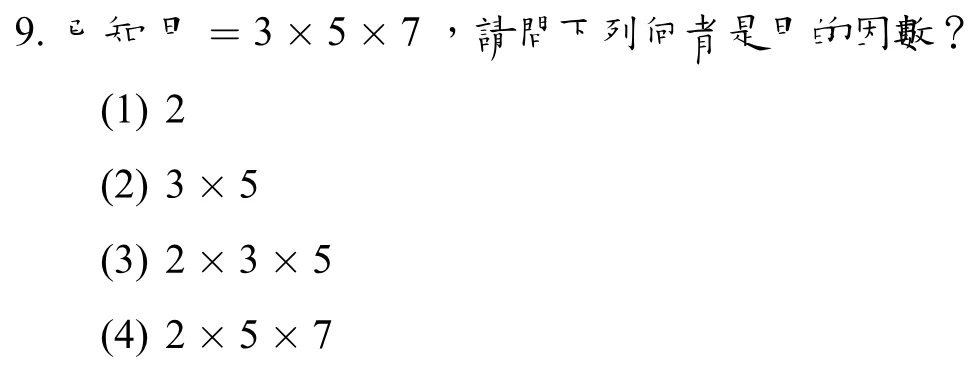 9. 已知甲 = 3 × 5 × 7，請問下列何者是甲的因數？
(1) 2
(2) 3 × 5
(3) 2 × 3 × 5
(4) 2 × 5 × 7